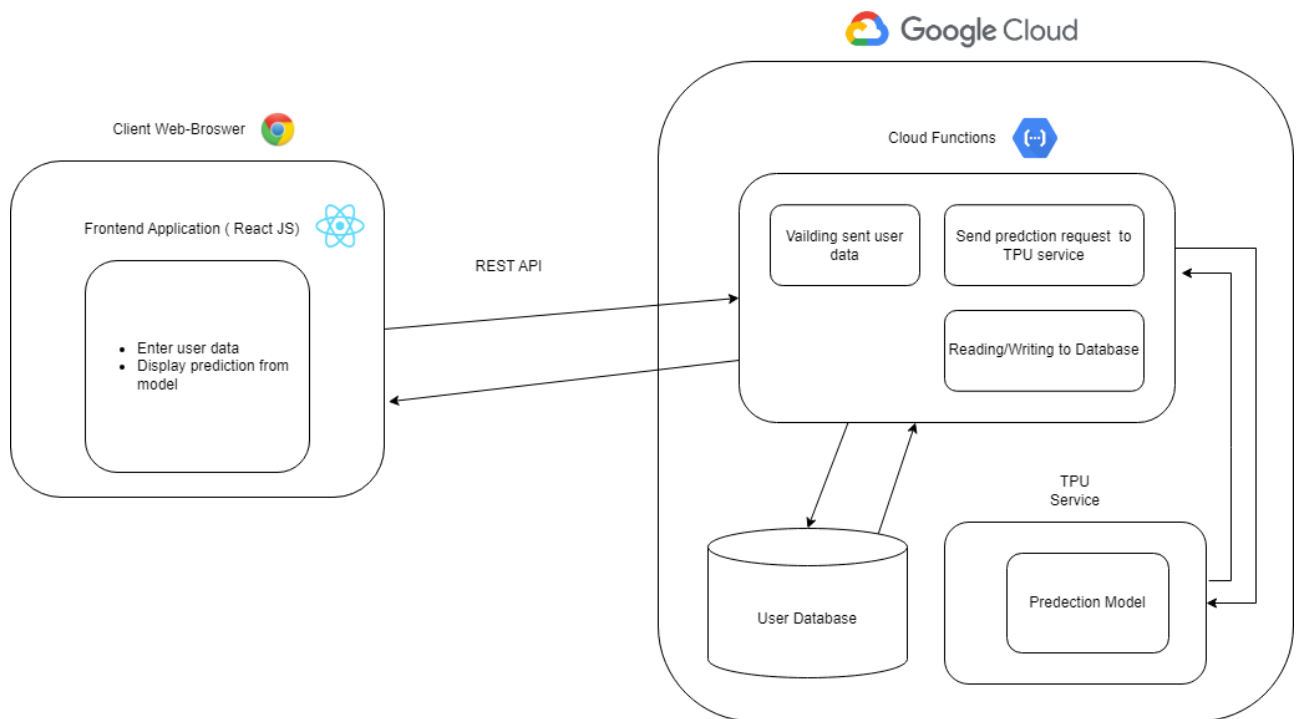 Google Cloud
Client Web-Broswer
Cloud Functions
Frontend Application ( React JS)
Vailding sent user
data
Send predction request to
TPU service
REST API
Reading/Writing to Database
• Enter user data
• Display prediction from
model
TPU
Service
User Database
Predection Model